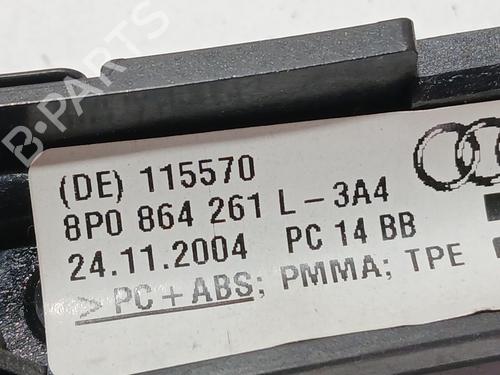 B-PARTS
(DE) 115570
8P0 864 261 L-3A4
24.11.2004 PC 14 BB
>PC+ABS; PMMA; TPE